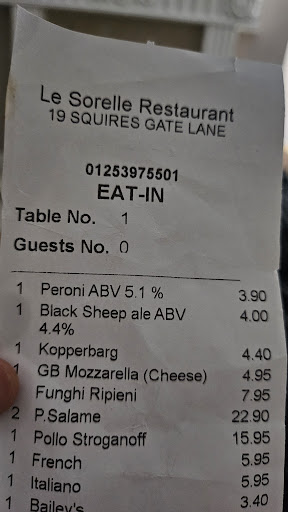 Le Sorelle Restaurant
19 SQUIRES GATE LANE
01253975501
EAT-IN
Table No. 1
Guests No. 0
1 Peroni ABV 5.1 % 3.90
1 Black Sheep ale ABV 4.00
4.4%
1 Kopperbarg 4.40
1 GB Mozzarella (Cheese) 4.95
Funghi Ripieni 7.95
2 P.Salame 22.90
1 Pollo Stroganoff 15.95
1 French 5.95
1 Italiano 5.95
1 Bailey's 3.40